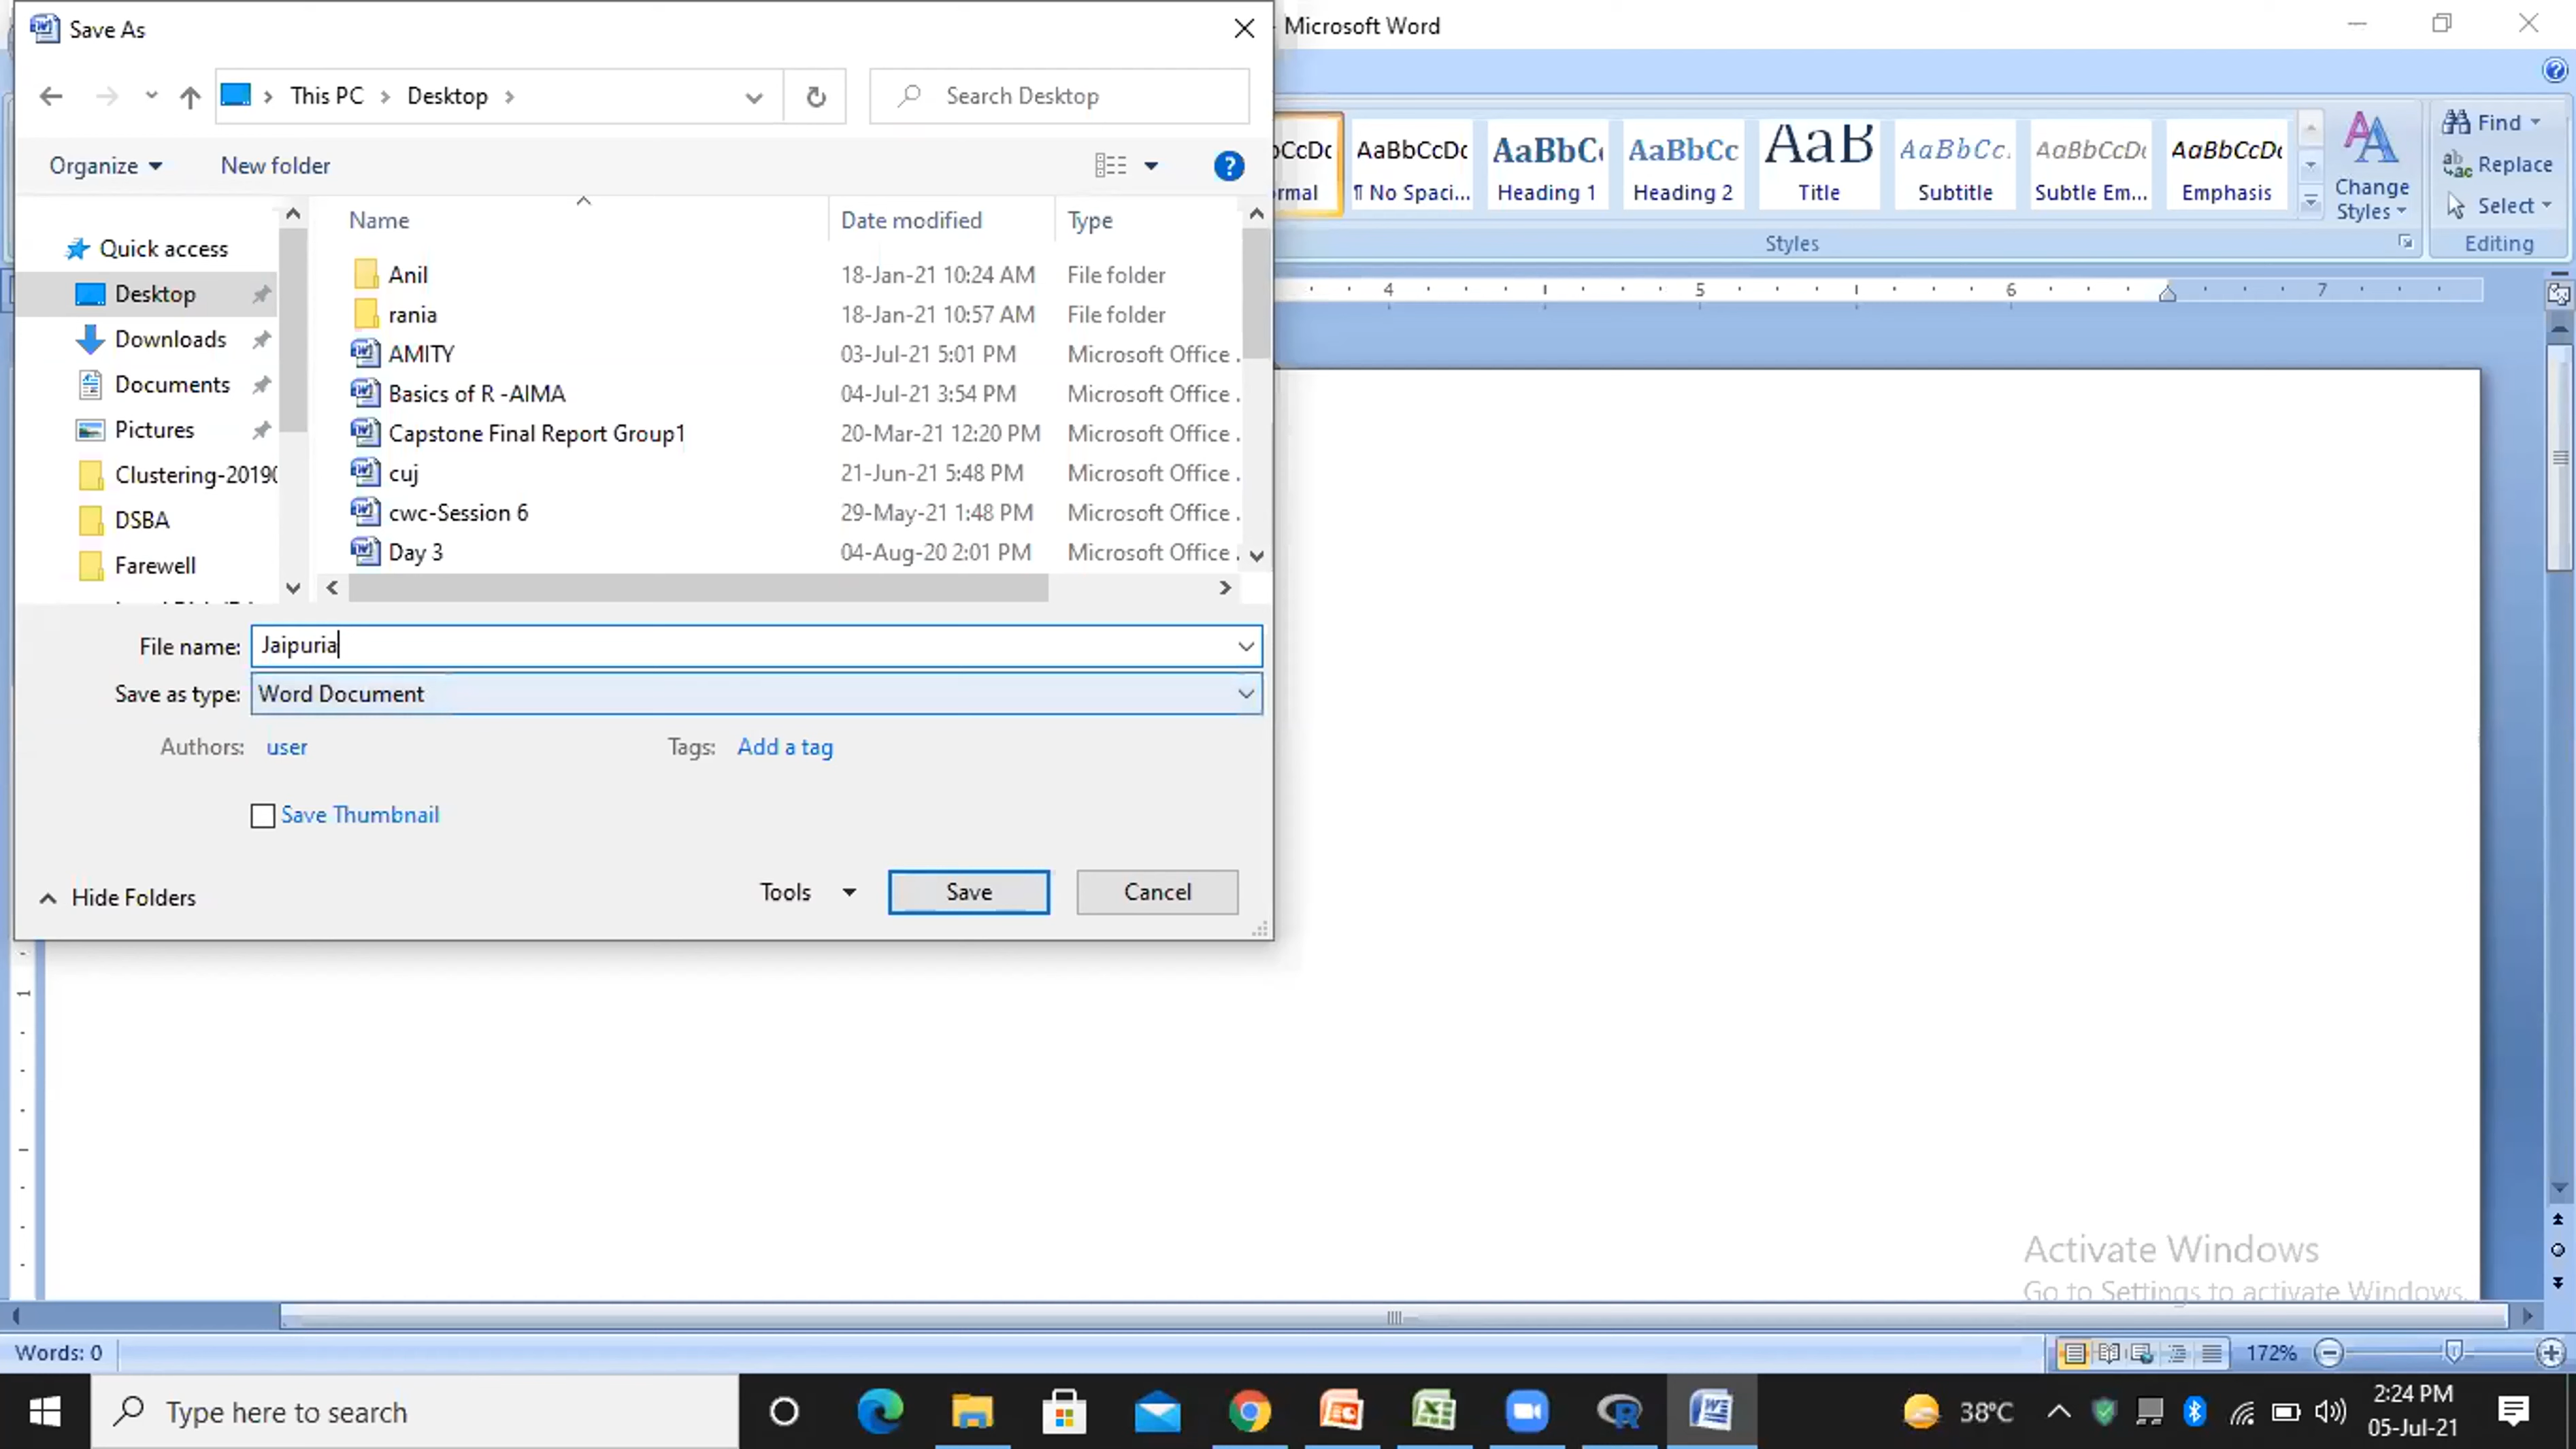 Save As
- Microsoft Word
This PC > Desktop >
Search Desktop
Organize
New folder
Name
Date modified
Type
Quick access
Desktop
Downloads
Documents
Pictures
Clustering-2019
DSBA
Farewell
Anil 18-Jan-21 10:24 AM File folder
rania 18-Jan-21 10:57 AM File folder
AMITY 03-Jul-21 5:01 PM Microsoft Office .
Basics of R -AIMA 04-Jul-21 3:54 PM Microsoft Office .
Capstone Final Report Group1 20-Mar-21 12:20 PM Microsoft Office .
cuj 21-Jun-21 5:48 PM Microsoft Office .
cwc-Session 6 29-May-21 1:48 PM Microsoft Office .
Day 3 04-Aug-20 2:01 PM Microsoft Office .
File name: Jaipuria
Save as type: Word Document
Authors: user
Tags: Add a tag
Save Thumbnail
Hide Folders
Tools
Save
Cancel
AaBbCcDc AaBbC AaBbCc AaB AaBbCc. AaBbCcDc AaBbCcDc
¶ No Spaci... Heading 1 Heading 2 Title Subtitle Subtle Em... Emphasis
Change
Styles
Styles
Find
Replace
Select
Editing
4 5 6 7
1
Activate Windows
Go to Settings to activate Windows.
Words: 0
172%
Type here to search
38°C
2:24 PM
05-Jul-21